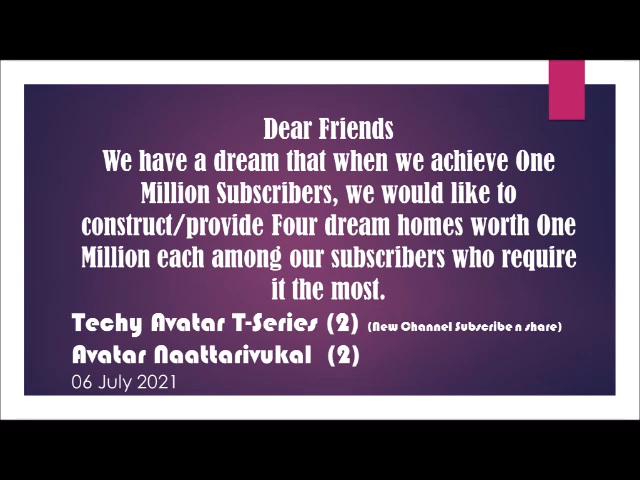 Dear Friends
We have a dream that when we achieve One
Million Subscribers, we would like to
construct/provide Four dream homes worth One
Million each among our subscribers who require
it the most.
Techy Avatar T-Series (2) (New Channel Subscribe n share)
Avatar Naattarivukal (2)
06 July 2021